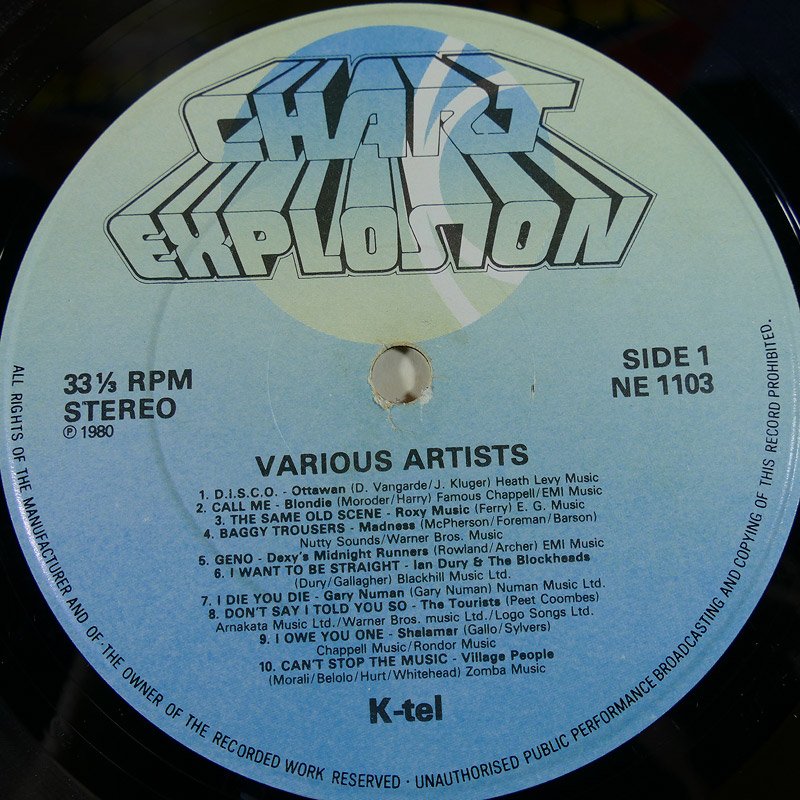 CHART
EXPLOSION
33 ⅓ RPM
STEREO
℗ 1980
SIDE 1
NE 1103
VARIOUS ARTISTS
1. D.I.S.C.O. - Ottawan (D. Vangarde/J. Kluger) Heath Levy Music
2. CALL ME - Blondie (Moroder/Harry) Famous Chappell/EMI Music
3. THE SAME OLD SCENE - Roxy Music (Ferry) E. G. Music
4. BAGGY TROUSERS - Madness (McPherson/Foreman/Barson)
Nutty Sounds/Warner Bros. Music
5. GENO - Dexy's Midnight Runners (Rowland/Archer) EMI Music
6. I WANT TO BE STRAIGHT - Ian Dury & The Blockheads
(Dury/Gallagher) Blackhill Music Ltd.
7. I DIE YOU DIE - Gary Numan (Gary Numan) Numan Music Ltd.
8. DON'T SAY I TOLD YOU SO - The Tourists (Peet Coombes)
Arnakata Music Ltd./Warner Bros. music Ltd./Logo Songs Ltd.
9. I OWE YOU ONE - Shalamar (Gallo/Sylvers)
Chappell Music/Rondor Music
10. CAN'T STOP THE MUSIC - Village People
(Morali/Belolo/Hurt/Whitehead) Zomba Music
K-tel
ALL RIGHTS OF THE MANUFACTURER AND OF THE OWNER OF THE RECORDED WORK RESERVED · UNAUTHORISED PUBLIC PERFORMANCE BROADCASTING AND COPYING OF THIS RECORD PROHIBITED.